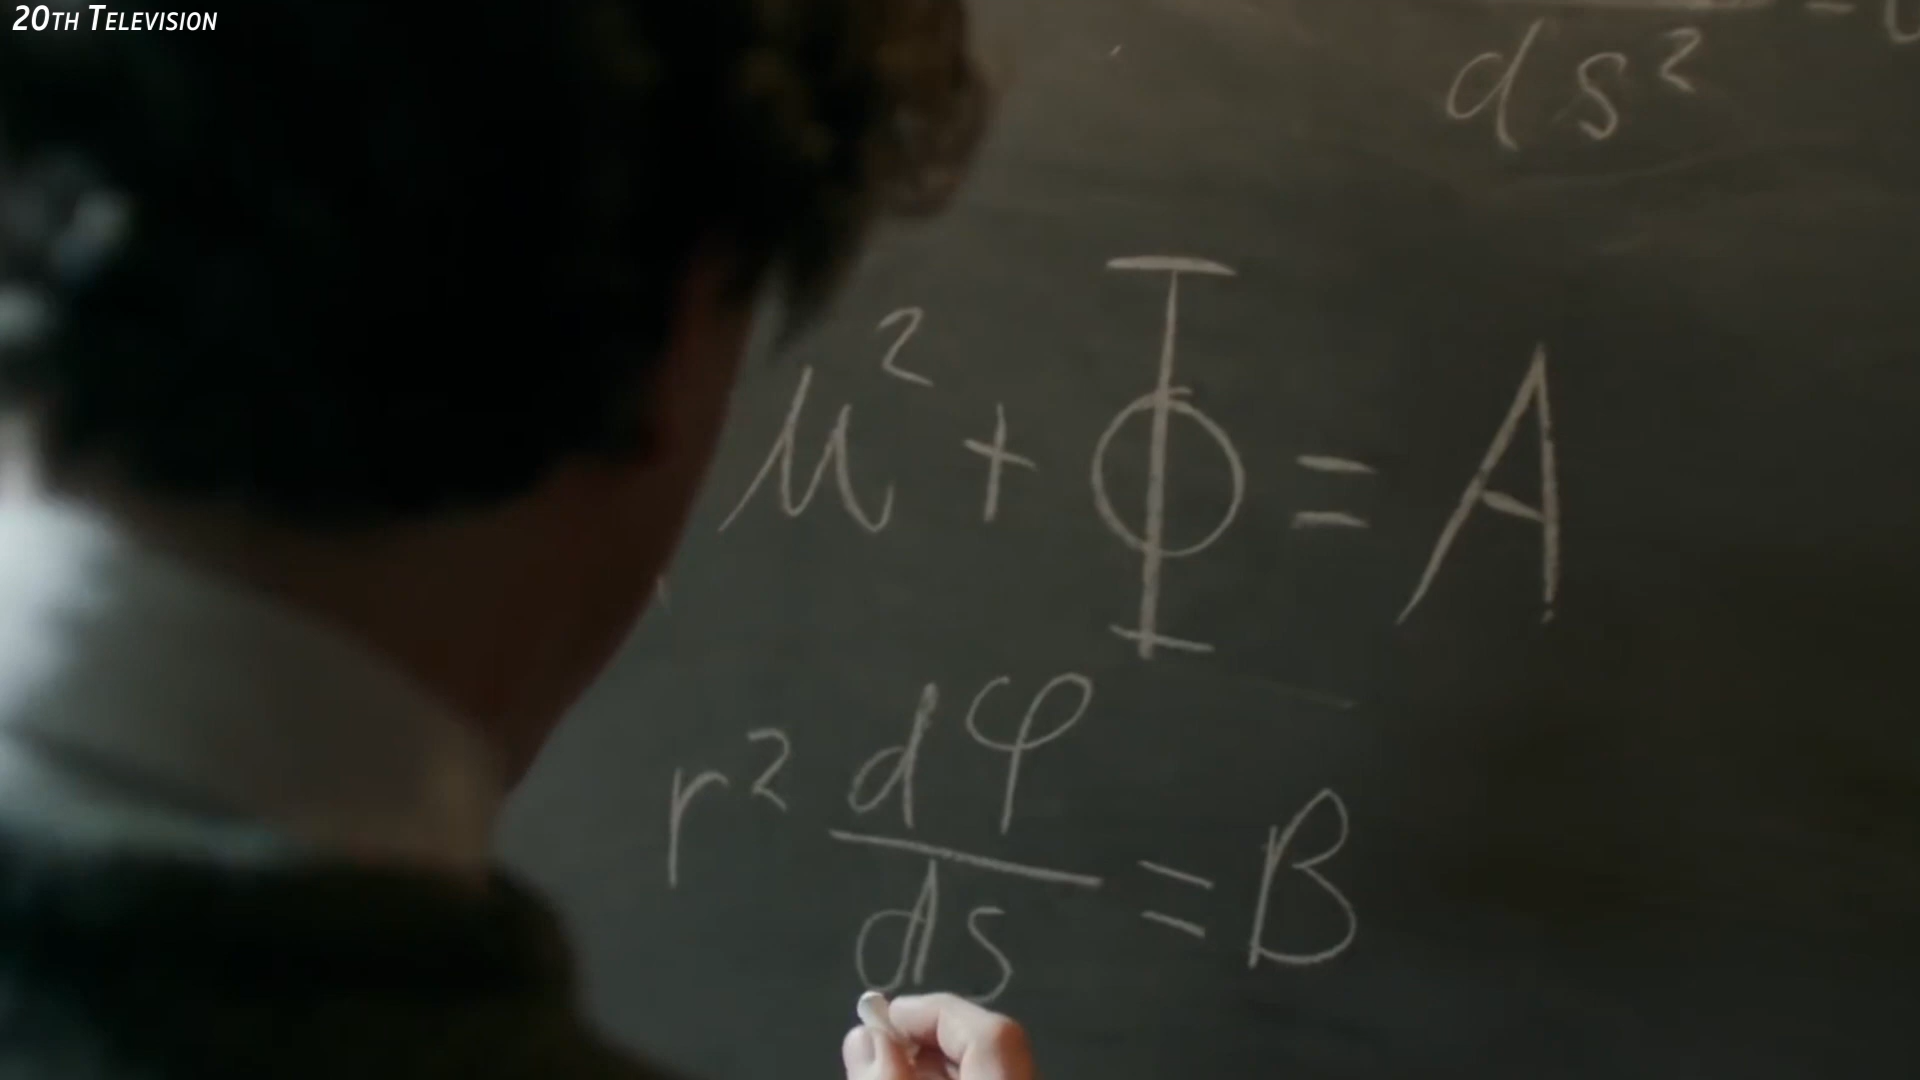 20TH TELEVISION
ds²
u² + Φ = A
r² dφ/ds = B